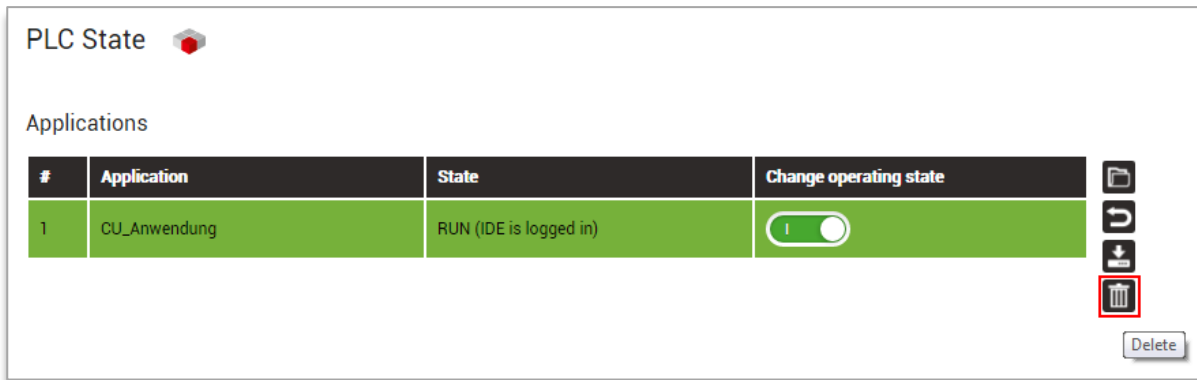 PLC State
Applications
# Application State Change operating state
1 CU_Anwendung RUN (IDE is logged in) I
Delete